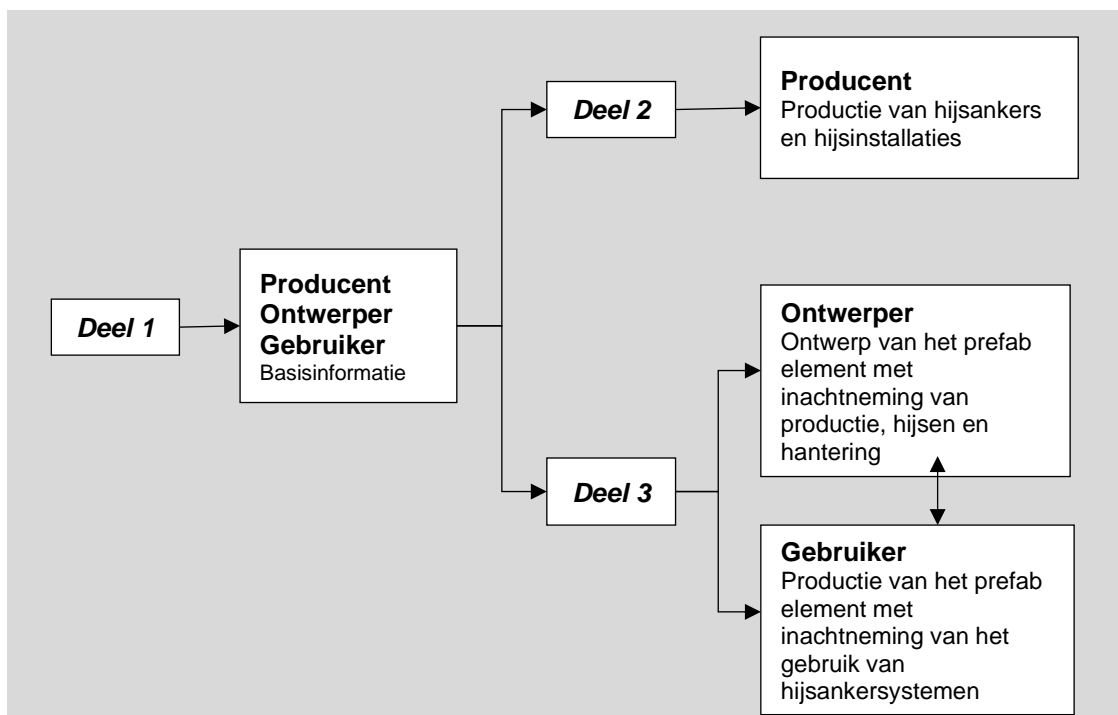 Deel 1
Producent
Ontwerper
Gebruiker
Basisinformatie
Deel 2
Producent
Productie van hijsankers
en hijsinstallaties
Deel 3
Ontwerper
Ontwerp van het prefab
element met
inachtneming van
productie, hijsen en
hantering
Gebruiker
Productie van het prefab
element met
inachtneming van het
gebruik van
hijsankersystemen